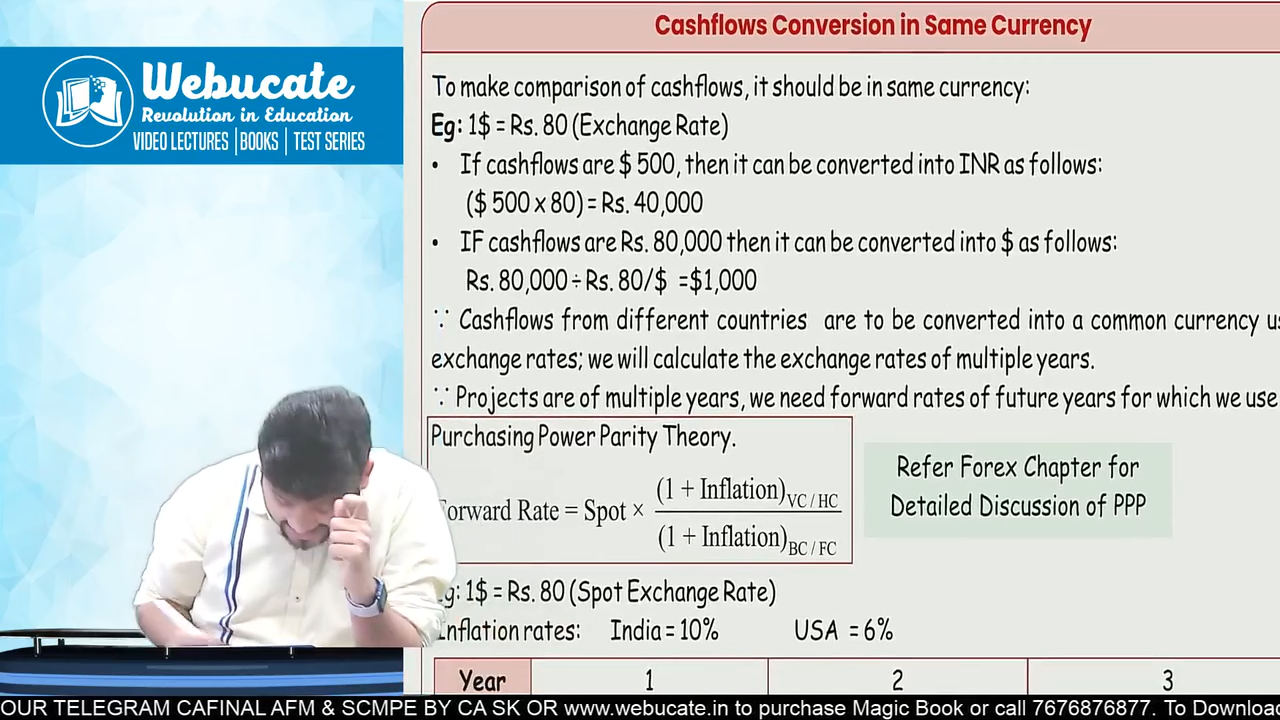 Webucate
Revolution in Education
VIDEO LECTURES | BOOKS | TEST SERIES
Cashflows Conversion in Same Currency
To make comparison of cashflows, it should be in same currency:
Eg: 1$ = Rs. 80 (Exchange Rate)
• If cashflows are $ 500, then it can be converted into INR as follows:
($ 500 x 80) = Rs. 40,000
• IF cashflows are Rs. 80,000 then it can be converted into $ as follows:
Rs. 80,000 ÷ Rs. 80/$ =$1,000
∵ Cashflows from different countries are to be converted into a common currency
exchange rates; we will calculate the exchange rates of multiple years.
∵ Projects are of multiple years, we need forward rates of future years for which we use
Purchasing Power Parity Theory.
Forward Rate = Spot × (1 + Inflation)VC / HC
(1 + Inflation)BC / FC
Refer Forex Chapter for
Detailed Discussion of PPP
Eg: 1$ = Rs. 80 (Spot Exchange Rate)
Inflation rates: India = 10% USA = 6%
Year 1 2 3
OUR TELEGRAM CAFINAL AFM & SCMPE BY CA SK OR www.webucate.in to purchase Magic Book or call 7676876877. To Download